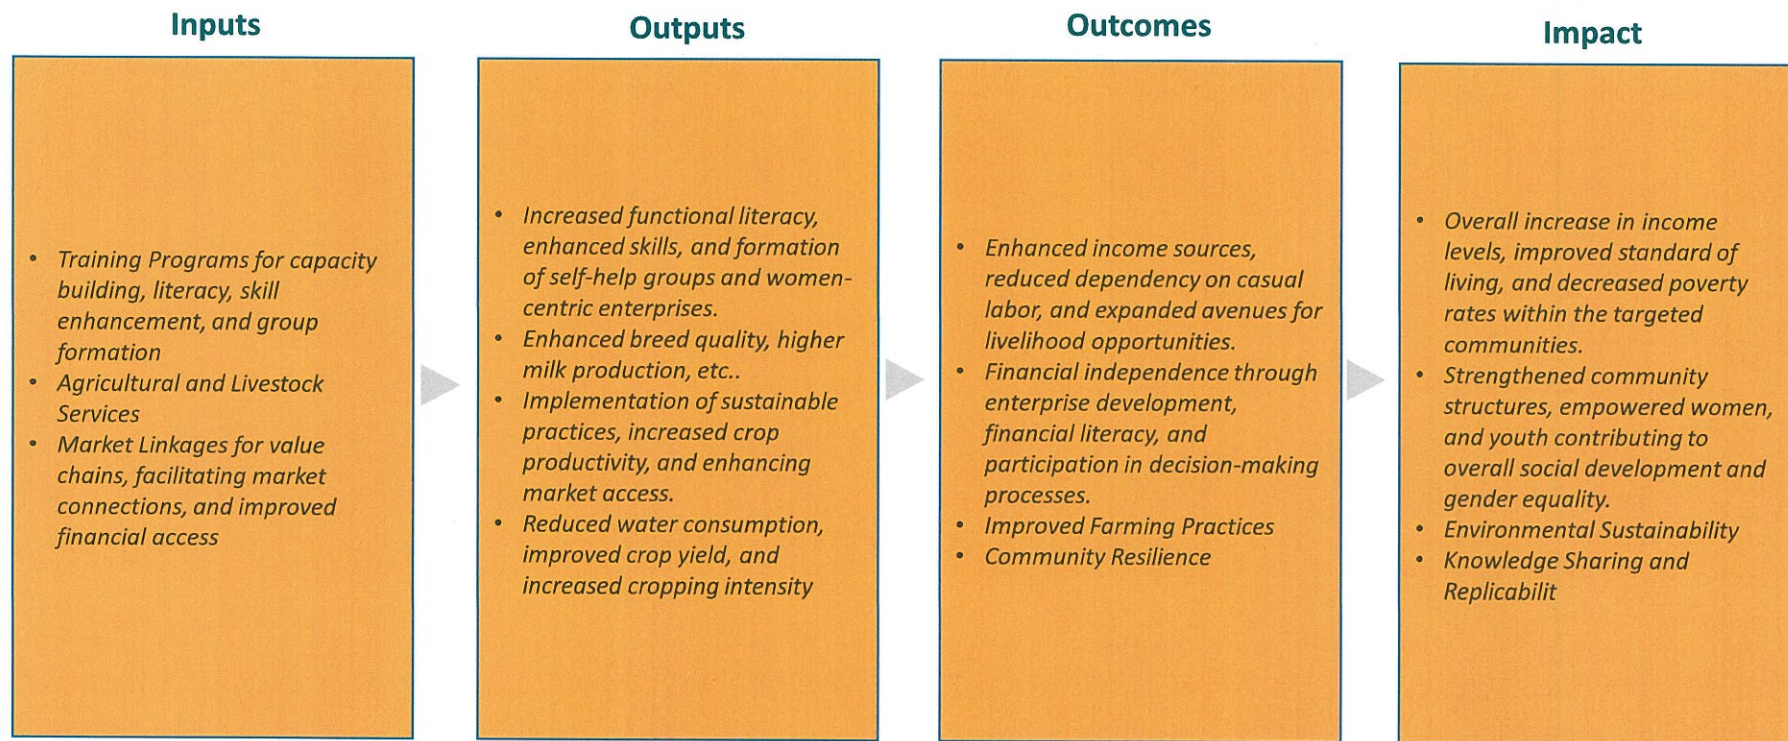 Inputs
• Training Programs for capacity
building, literacy, skill
enhancement, and group
formation
• Agricultural and Livestock
Services
• Market Linkages for value
chains, facilitating market
connections, and improved
financial access
Outputs
• Increased functional literacy,
enhanced skills, and formation
of self-help groups and women-
centric enterprises.
• Enhanced breed quality, higher
milk production, etc..
• Implementation of sustainable
practices, increased crop
productivity, and enhancing
market access.
• Reduced water consumption,
improved crop yield, and
increased cropping intensity
Outcomes
• Enhanced income sources,
reduced dependency on casual
labor, and expanded avenues for
livelihood opportunities.
• Financial independence through
enterprise development,
financial literacy, and
participation in decision-making
processes.
• Improved Farming Practices
• Community Resilience
Impact
• Overall increase in income
levels, improved standard of
living, and decreased poverty
rates within the targeted
communities.
• Strengthened community
structures, empowered women,
and youth contributing to
overall social development and
gender equality.
• Environmental Sustainability
• Knowledge Sharing and
Replicabilit